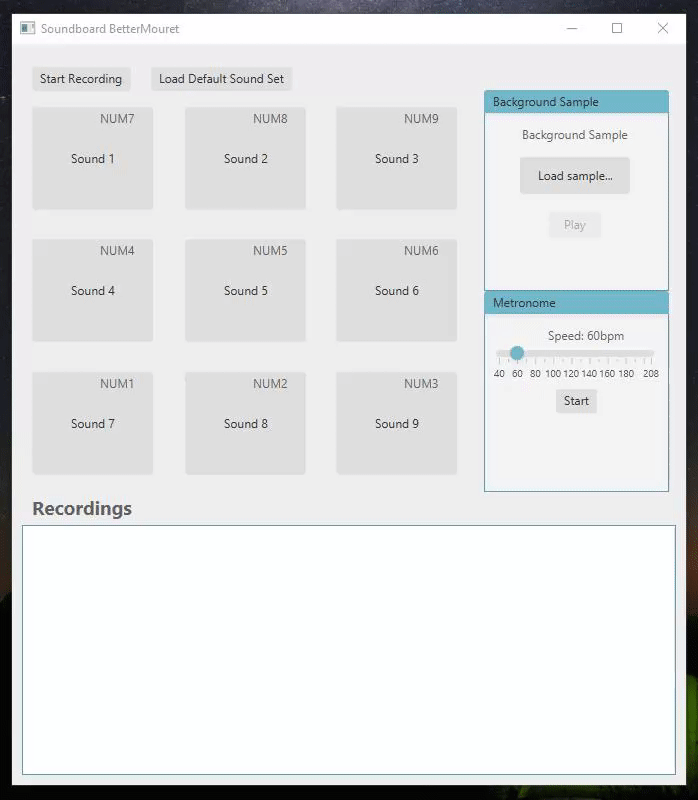 Soundboard BetterMouret
Start Recording
Load Default Sound Set
NUM7
Sound 1
NUM8
Sound 2
NUM9
Sound 3
NUM4
Sound 4
NUM5
Sound 5
NUM6
Sound 6
NUM1
Sound 7
NUM2
Sound 8
NUM3
Sound 9
Background Sample
Background Sample
Load sample...
Play
Metronome
Speed: 60bpm
40 60 80 100 120 140 160 180 208
Start
Recordings